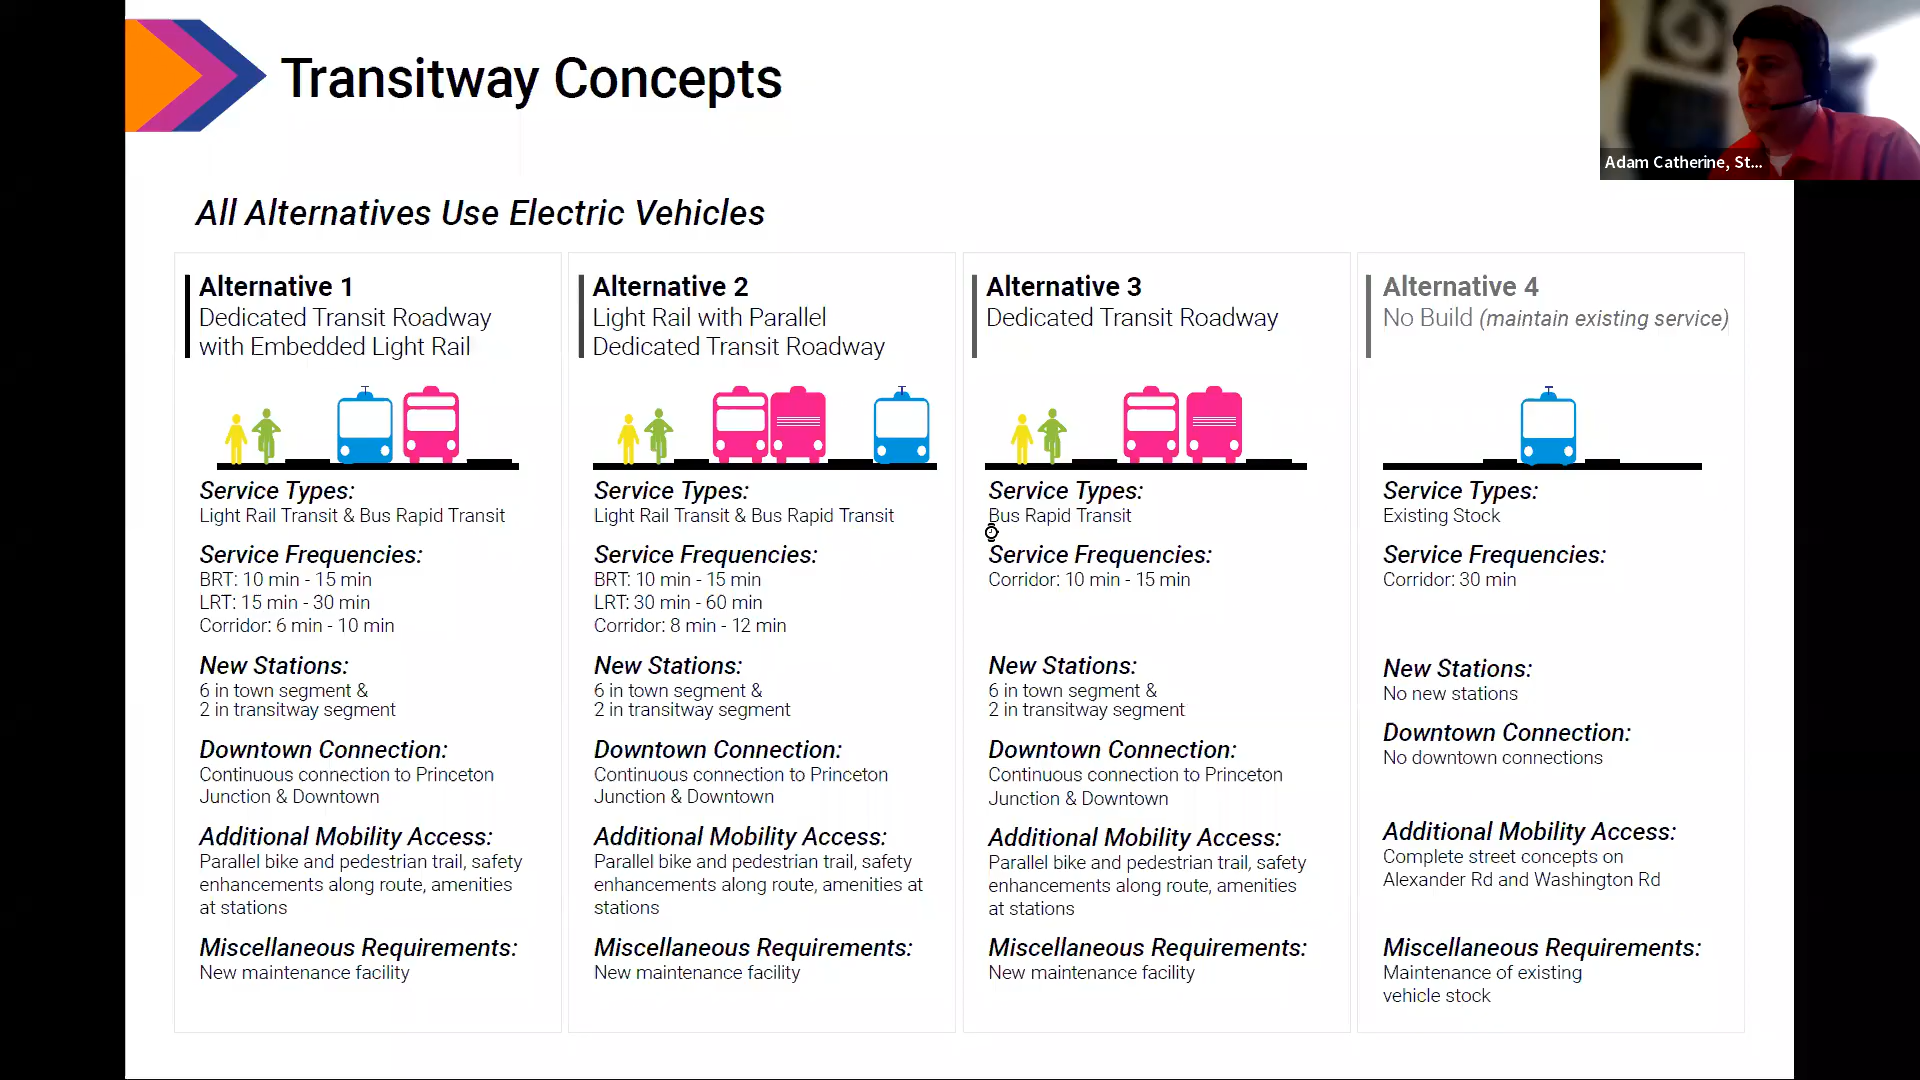 Transitway Concepts
Adam Catherine, St...
All Alternatives Use Electric Vehicles
Alternative 1
Dedicated Transit Roadway
with Embedded Light Rail
Service Types:
Light Rail Transit & Bus Rapid Transit
Service Frequencies:
BRT: 10 min - 15 min
LRT: 15 min - 30 min
Corridor: 6 min - 10 min
New Stations:
6 in town segment &
2 in transitway segment
Downtown Connection:
Continuous connection to Princeton
Junction & Downtown
Additional Mobility Access:
Parallel bike and pedestrian trail, safety
enhancements along route, amenities
at stations
Miscellaneous Requirements:
New maintenance facility
Alternative 2
Light Rail with Parallel
Dedicated Transit Roadway
Service Types:
Light Rail Transit & Bus Rapid Transit
Service Frequencies:
BRT: 10 min - 15 min
LRT: 30 min - 60 min
Corridor: 8 min - 12 min
New Stations:
6 in town segment &
2 in transitway segment
Downtown Connection:
Continuous connection to Princeton
Junction & Downtown
Additional Mobility Access:
Parallel bike and pedestrian trail, safety
enhancements along route, amenities at
stations
Miscellaneous Requirements:
New maintenance facility
Alternative 3
Dedicated Transit Roadway
Service Types:
Bus Rapid Transit
Service Frequencies:
Corridor: 10 min - 15 min
New Stations:
6 in town segment &
2 in transitway segment
Downtown Connection:
Continuous connection to Princeton
Junction & Downtown
Additional Mobility Access:
Parallel bike and pedestrian trail, safety
enhancements along route, amenities
at stations
Miscellaneous Requirements:
New maintenance facility
Alternative 4
No Build (maintain existing service)
Service Types:
Existing Stock
Service Frequencies:
Corridor: 30 min
New Stations:
No new stations
Downtown Connection:
No downtown connections
Additional Mobility Access:
Complete street concepts on
Alexander Rd and Washington Rd
Miscellaneous Requirements:
Maintenance of existing
vehicle stock